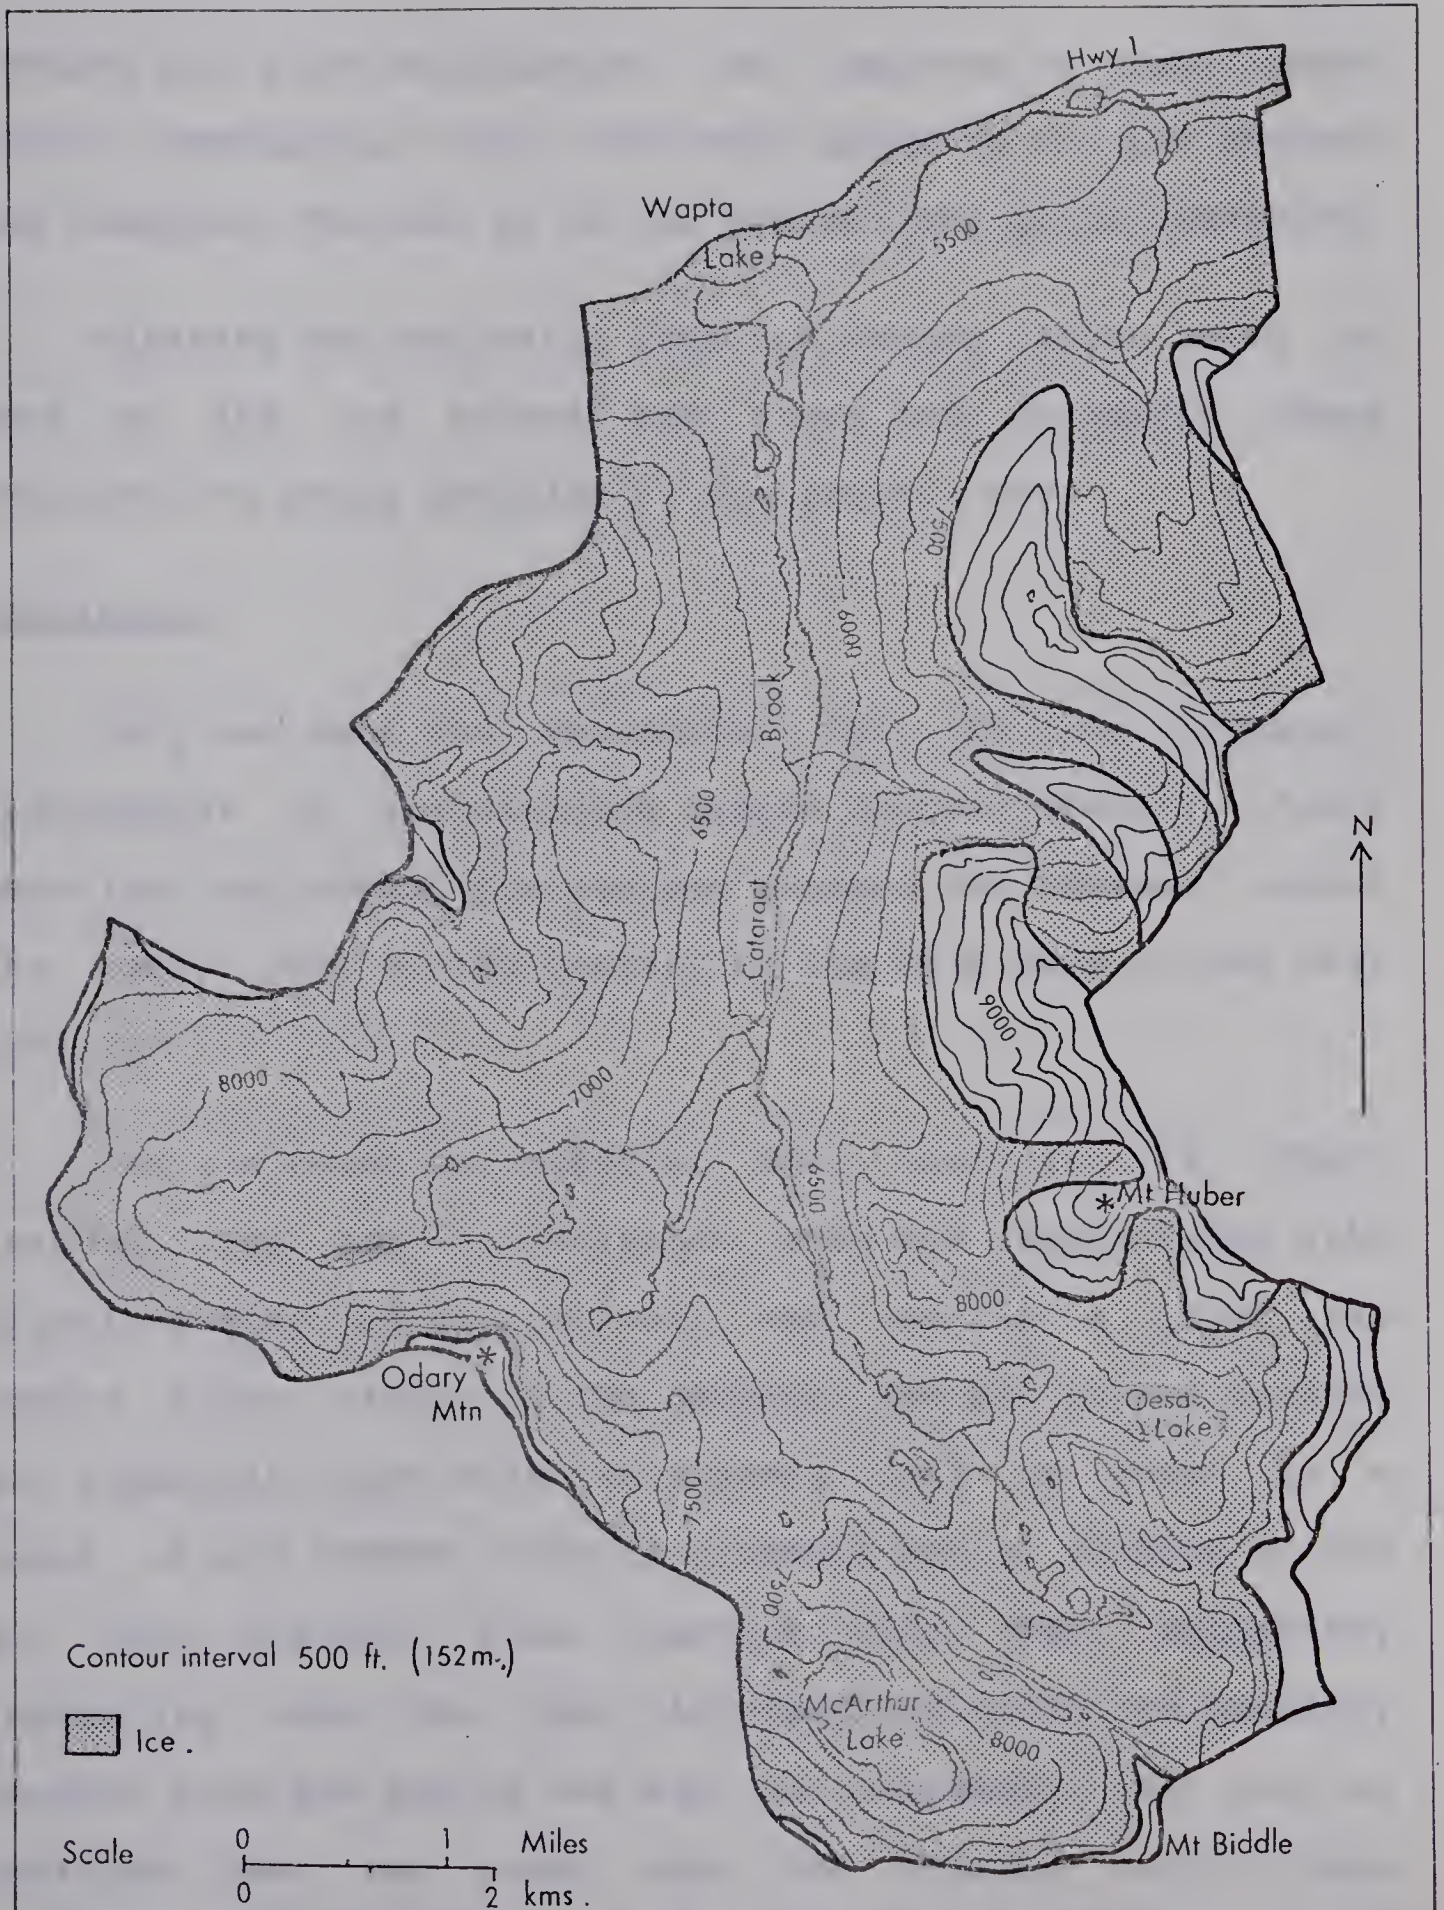 Hwy 1
Wapta
Lake
5500
7500
6000
Brook
6500
N
Cataract
9000
8000
7000
6500
Mt Huber
8000
Odary
Mtn
Oesa
Lake
7500
7500
Contour interval 500 ft. (152m.)
McArthur
Lake
8000
Ice .
Scale
0 1 Miles
0 2 kms .
Mt Biddle